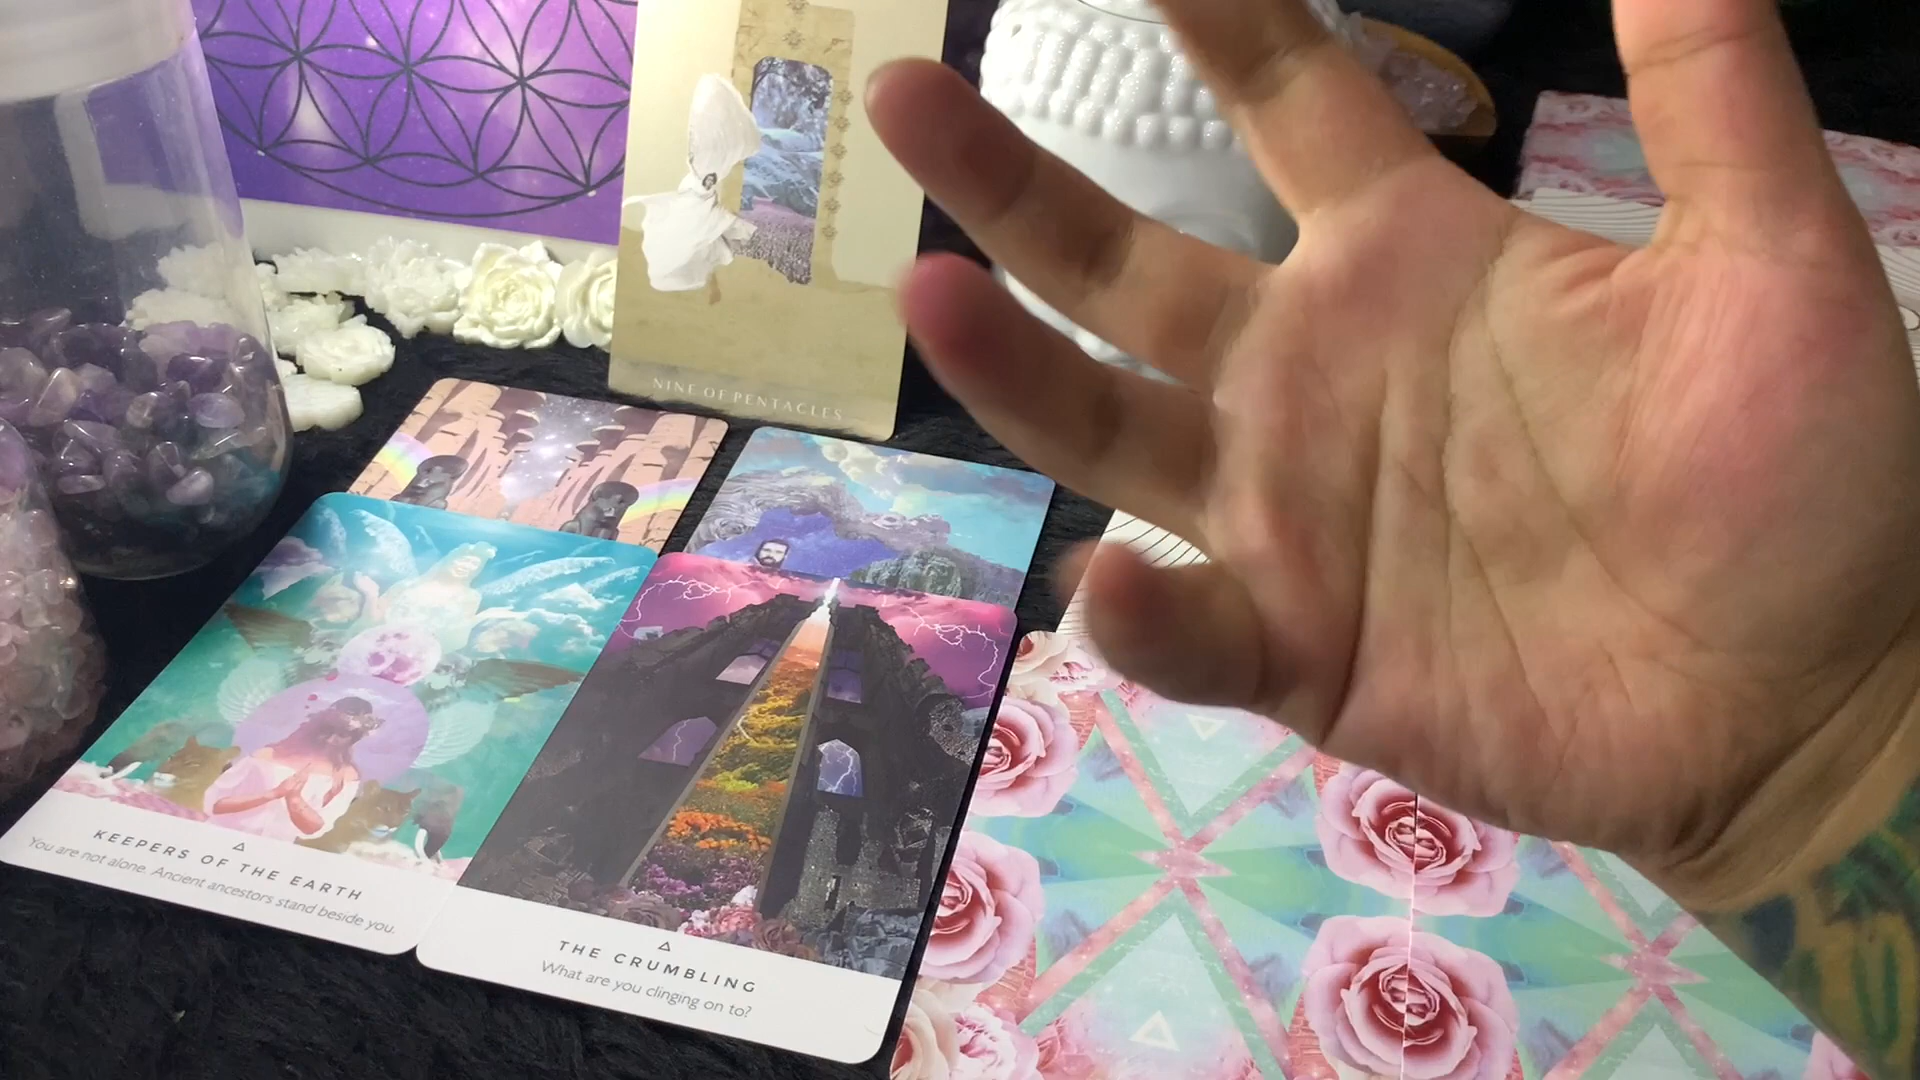 NINE OF PENTACLES
KEEPERS OF THE EARTH
You are not alone. Ancient ancestors stand beside you.
THE CRUMBLING
What are you clinging on to?